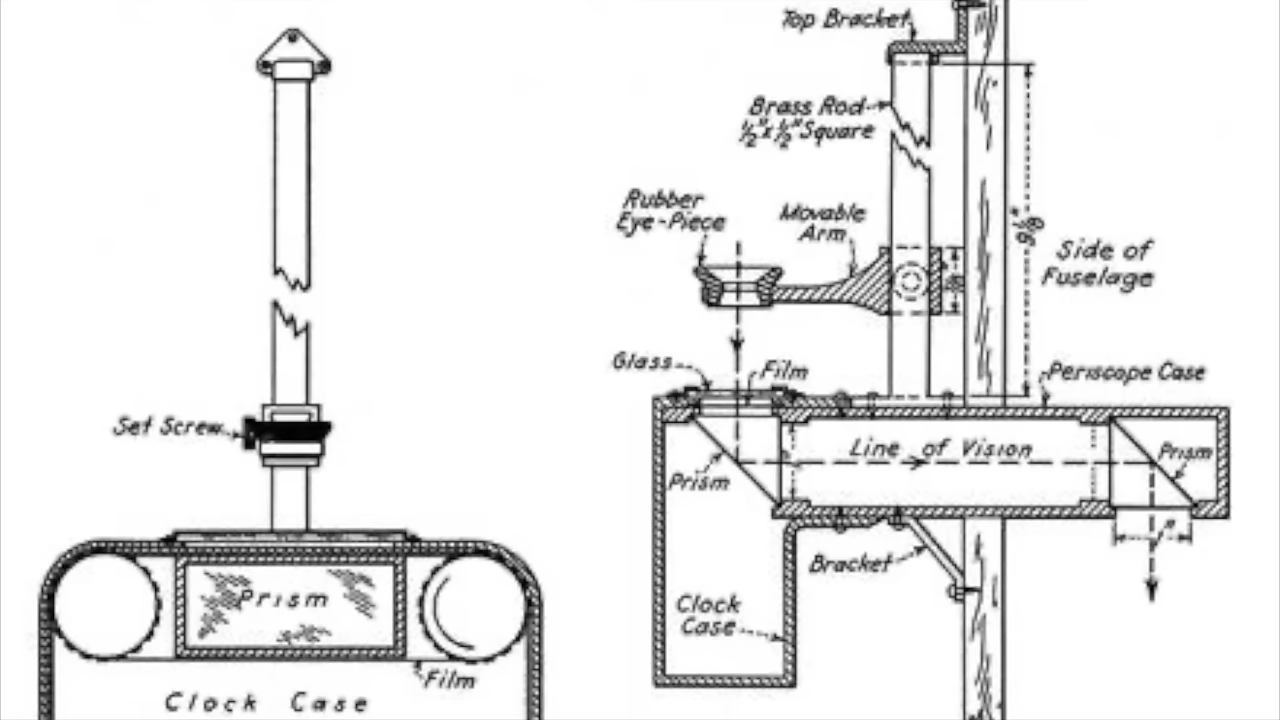 Set Screw
Prism
Film
Clock Case
Top Bracket
Brass Rod
½"x½"Square
Rubber
Eye-Piece
Movable
Arm
Side of
Fuselage
Glass
Film
Periscope Case
Line of Vision
Prism
Prism
1"
Bracket
Clock
Case